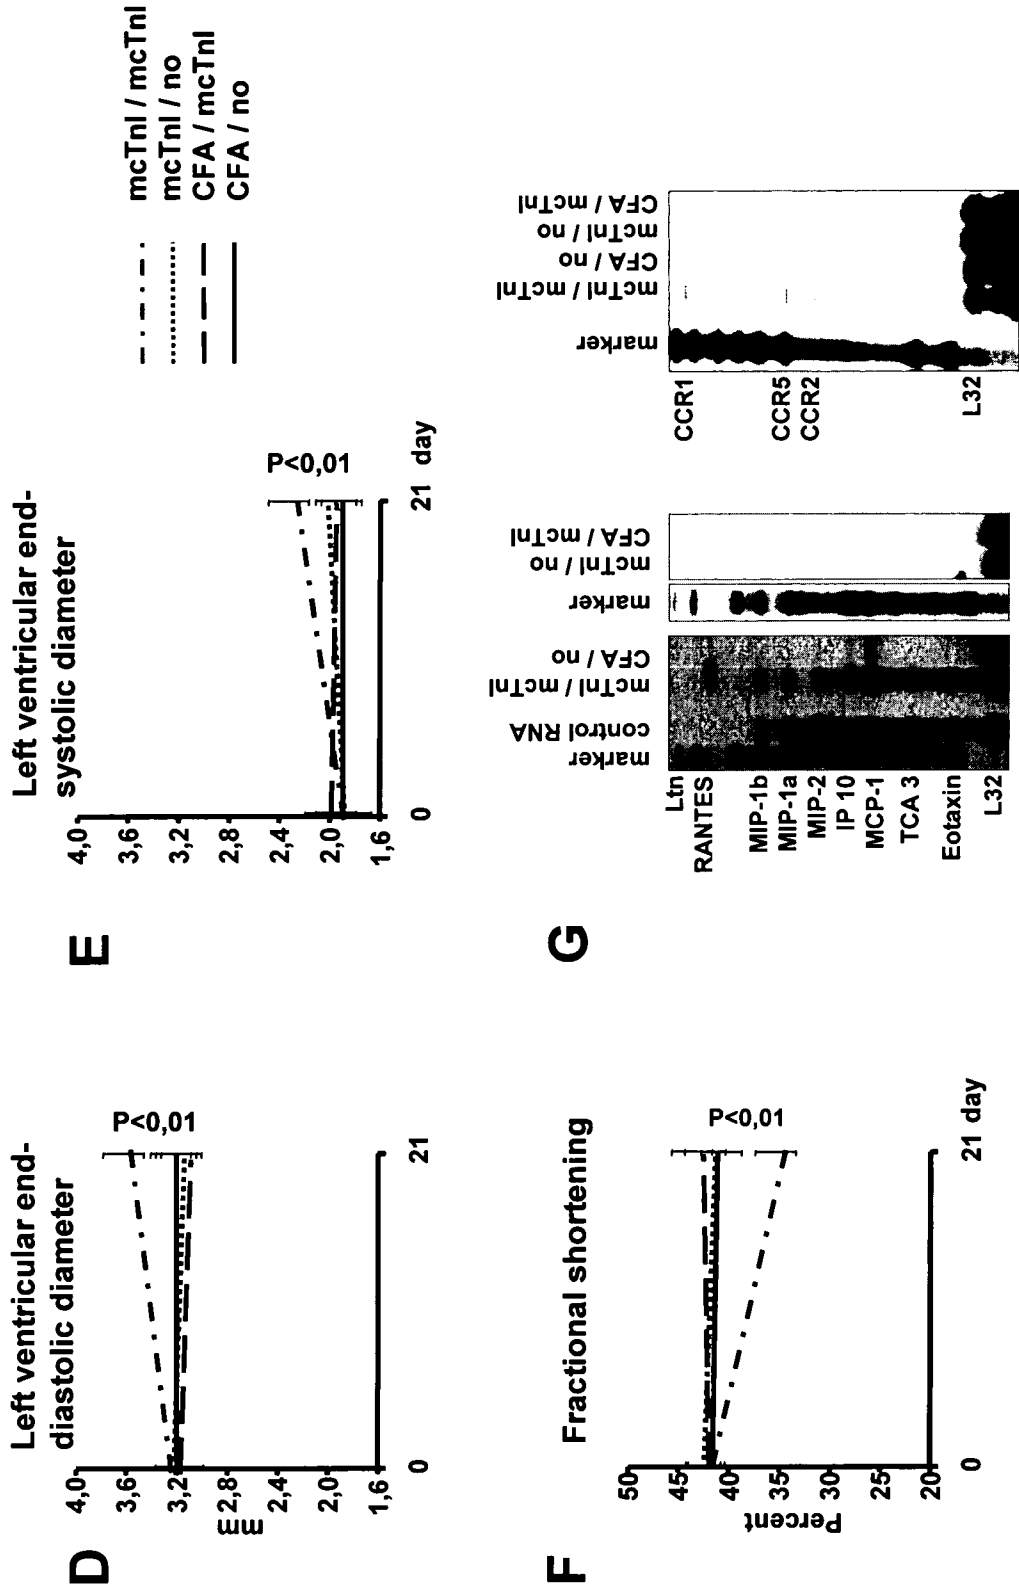 D
Left ventricular end-
diastolic diameter
4,0
3,6
3,2
2,8
2,4
2,0
1,6
mm
P<0,01
0
21
E
Left ventricular end-
systolic diameter
4,0
3,6
3,2
2,8
2,4
2,0
1,6
P<0,01
0
21 day
mcTnI / mcTnI
mcTnI / no
CFA / mcTnI
CFA / no
F
Fractional shortening
50
45
40
35
30
25
20
Percent
P<0,01
0
21 day
G
marker
control RNA
mcTnI / mcTnI
CFA / no
marker
mcTnI / no
CFA / mcTnI
Ltn
RANTES
MIP-1b
MIP-1a
MIP-2
IP 10
MCP-1
TCA 3
Eotaxin
L32
marker
mcTnI / mcTnI
CFA / no
mcTnI / no
CFA / mcTnI
CCR1
CCR5
CCR2
L32